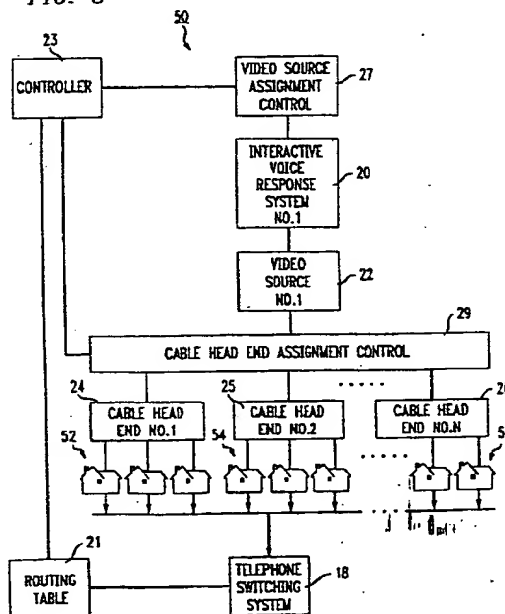 50
23
CONTROLLER
VIDEO SOURCE
ASSIGNMENT
CONTROL
27
INTERACTIVE
VOICE
RESPONSE
SYSTEM
NO.1
20
VIDEO
SOURCE
NO.1
22
29
CABLE HEAD END ASSIGNMENT CONTROL
24
CABLE HEAD
END NO.1
25
CABLE HEAD
END NO.2
CABLE HEAD
END NO.N
52
54
21
ROUTING
TABLE
TELEPHONE
SWITCHING
SYSTEM
18